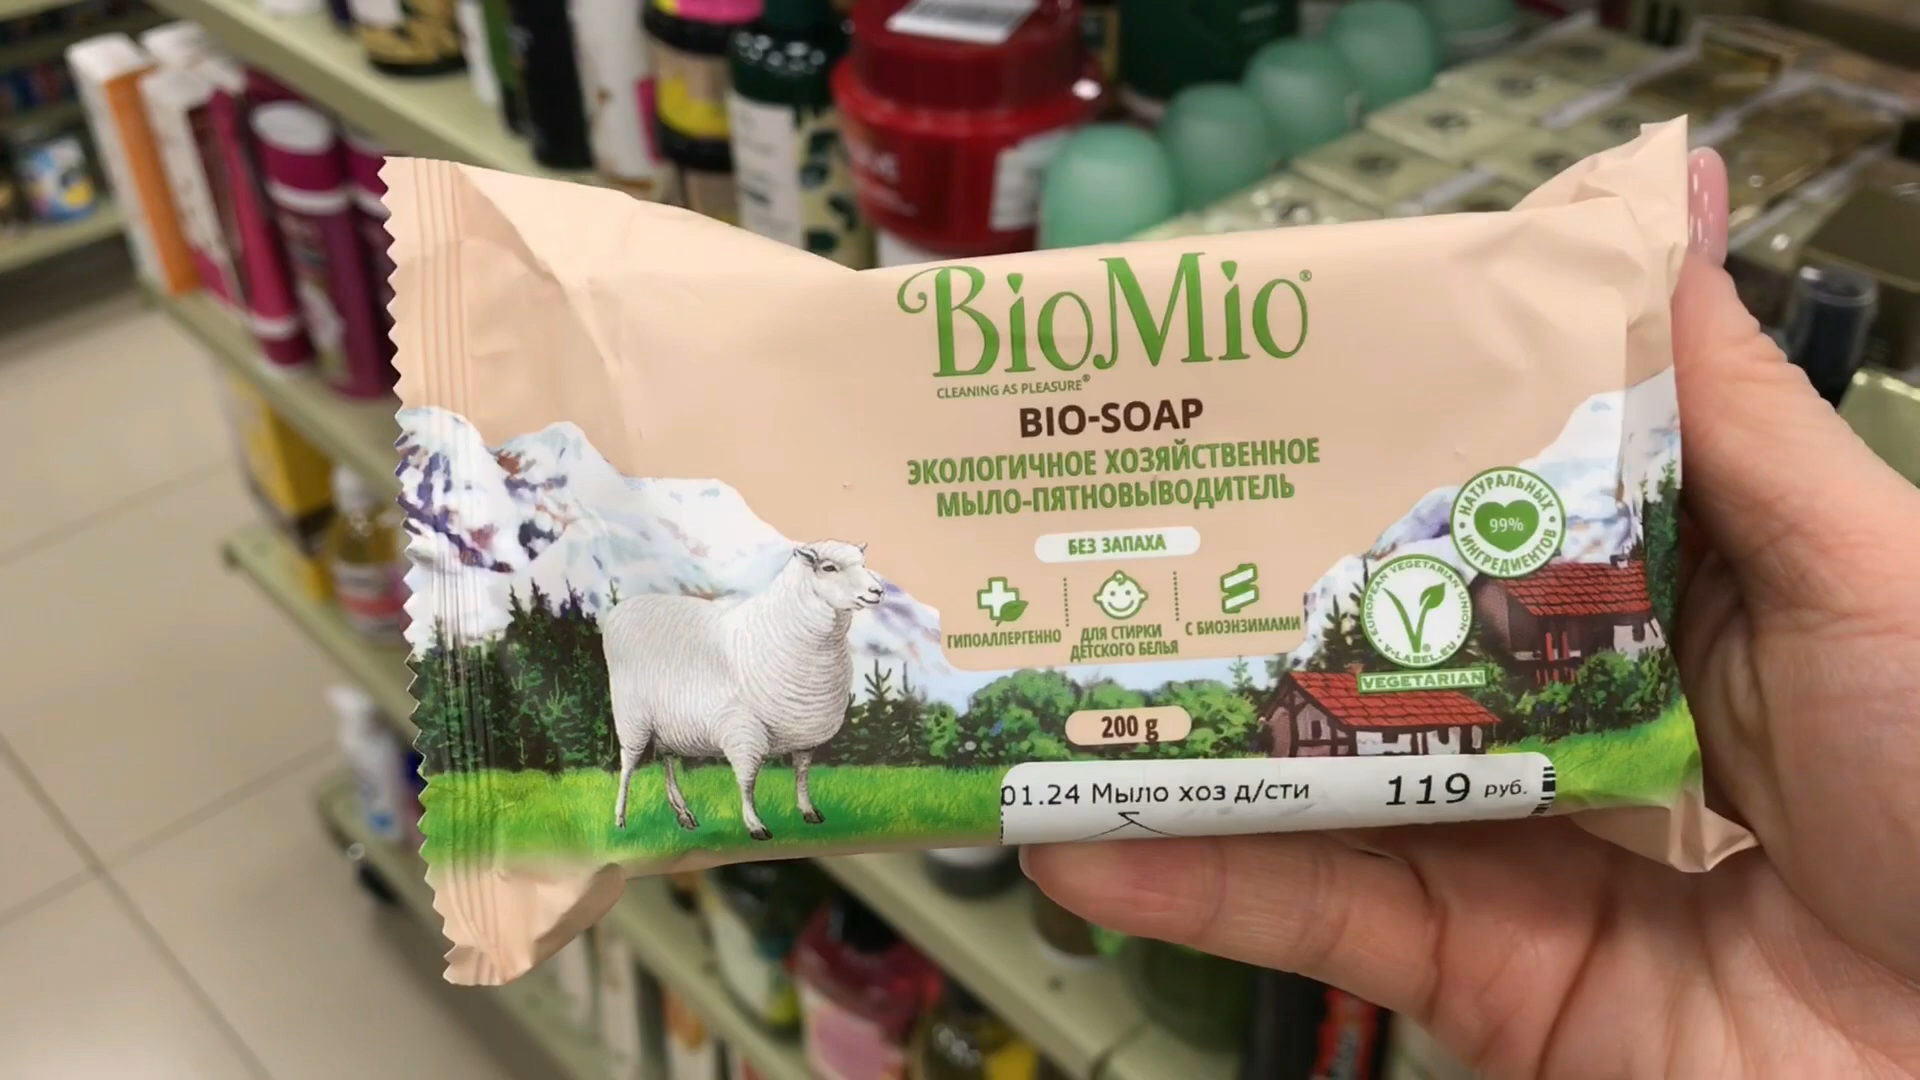 BioMio®
CLEANING AS PLEASURE®
BIO-SOAP
ЭКОЛОГИЧНОЕ ХОЗЯЙСТВЕННОЕ
МЫЛО-ПЯТНОВЫВОДИТЕЛЬ
БЕЗ ЗАПАХА
ГИПОАЛЛЕРГЕННО
ДЛЯ СТИРКИ
ДЕТСКОГО БЕЛЬЯ
С БИОЭНЗИМАМИ
НАТУРАЛЬНЫХ
99%
ИНГРЕДИЕНТОВ
EUROPEAN VEGETARIAN UNION
V-LABEL.EU
VEGETARIAN
200 g
01.24 Мыло хоз д/сти
119 руб.